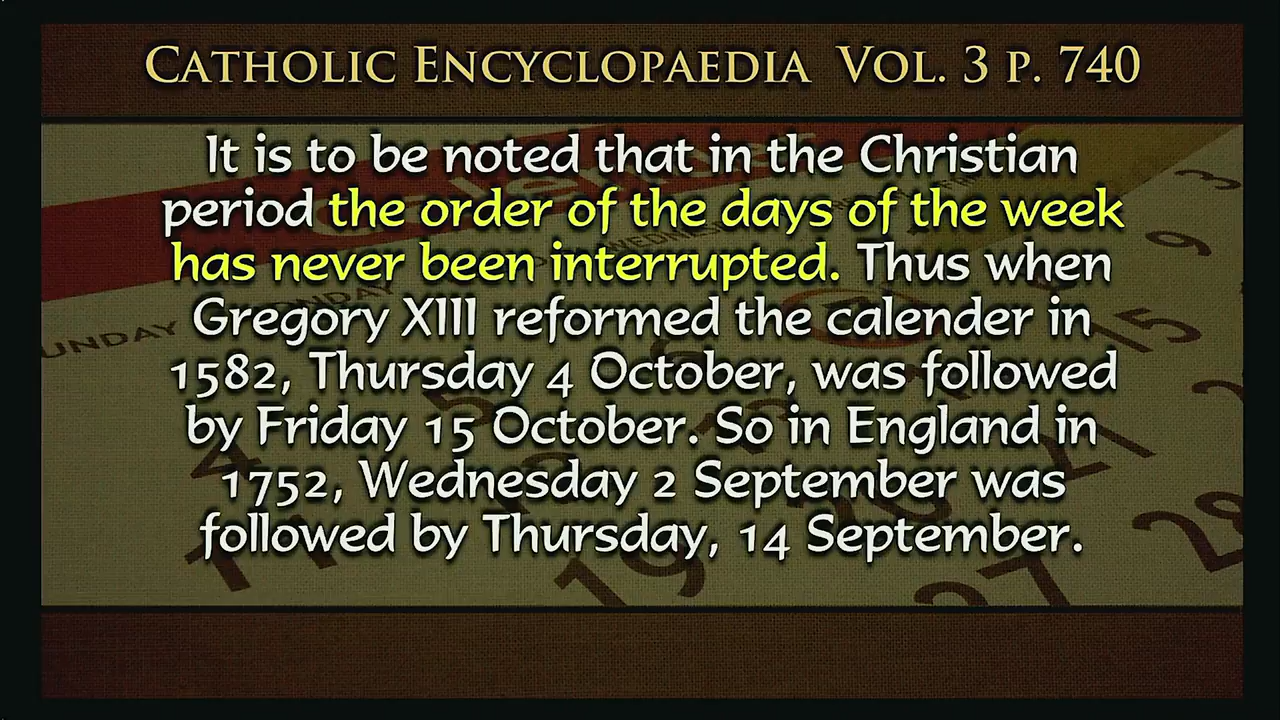 CATHOLIC ENCYCLOPAEDIA VOL. 3 P. 740
It is to be noted that in the Christian
period the order of the days of the week
has never been interrupted. Thus when
Gregory XIII reformed the calender in
1582, Thursday 4 October, was followed
by Friday 15 October. So in England in
1752, Wednesday 2 September was
followed by Thursday, 14 September.